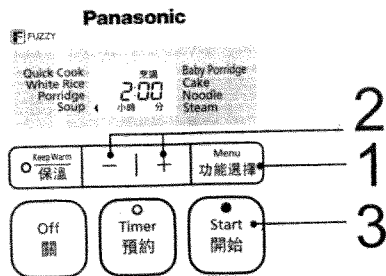 Panasonic
F FUZZY
Quick Cook
White Rice
Porridge
Soup
烹調
2:00
小時 分
Baby Porridge
Cake
Noodle
Steam
2
Keep Warm
保溫
− | +
Menu
功能選擇
1
Off
關
Timer
預約
Start
開始
3